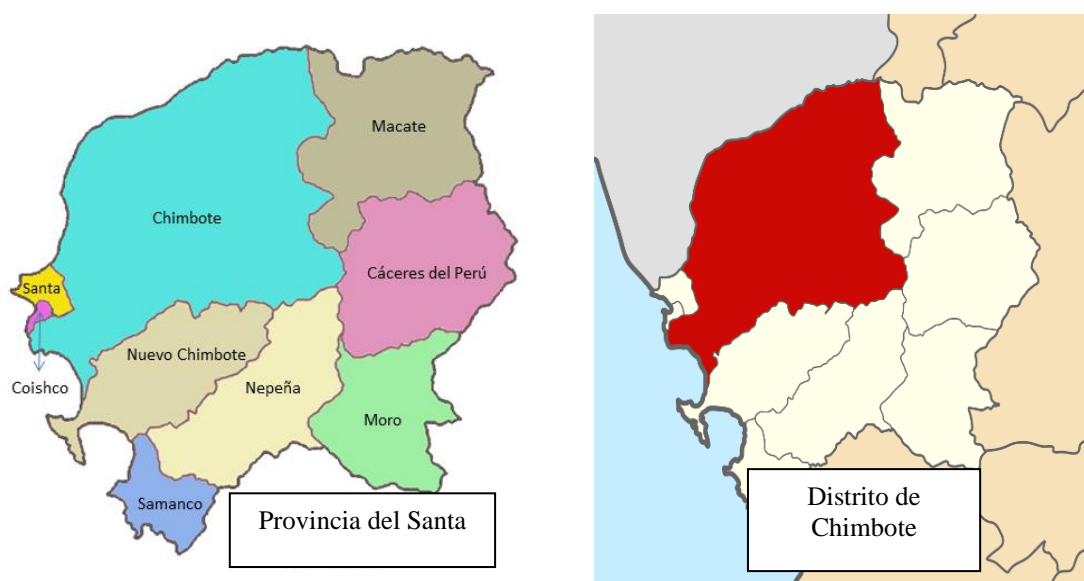 Macate
Chimbote
Cáceres del Perú
Santa
Nuevo Chimbote
Coishco
Nepeña
Moro
Samanco
Provincia del Santa
Distrito de
Chimbote